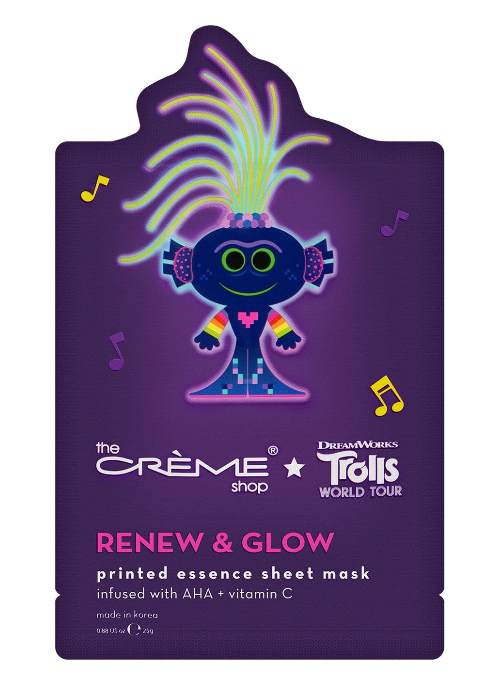 the
CRÈME®
shop
DREAMWORKS
Trolls
WORLD TOUR
RENEW & GLOW
printed essence sheet mask
infused with AHA + vitamin C
made in korea
0.88 US oz ℮ 25g